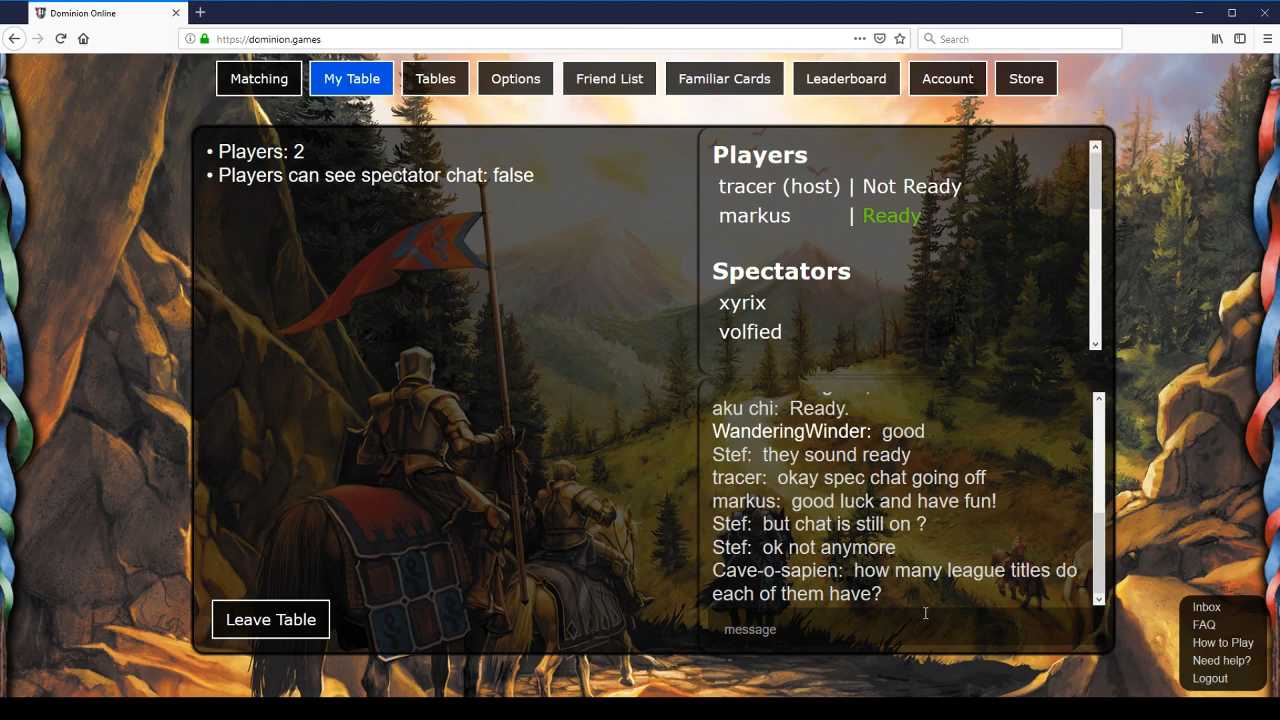 Dominion Online
https://dominion.games
Search
Matching
My Table
Tables
Options
Friend List
Familiar Cards
Leaderboard
Account
Store
• Players: 2
• Players can see spectator chat: false
Players
tracer (host) | Not Ready
markus | Ready
Spectators
xyrix
volfied
aku chi: Ready.
WanderingWinder: good
Stef: they sound ready
tracer: okay spec chat going off
markus: good luck and have fun!
Stef: but chat is still on ?
Stef: ok not anymore
Cave-o-sapien: how many league titles do
each of them have?
message
Leave Table
Inbox
FAQ
How to Play
Need help?
Logout